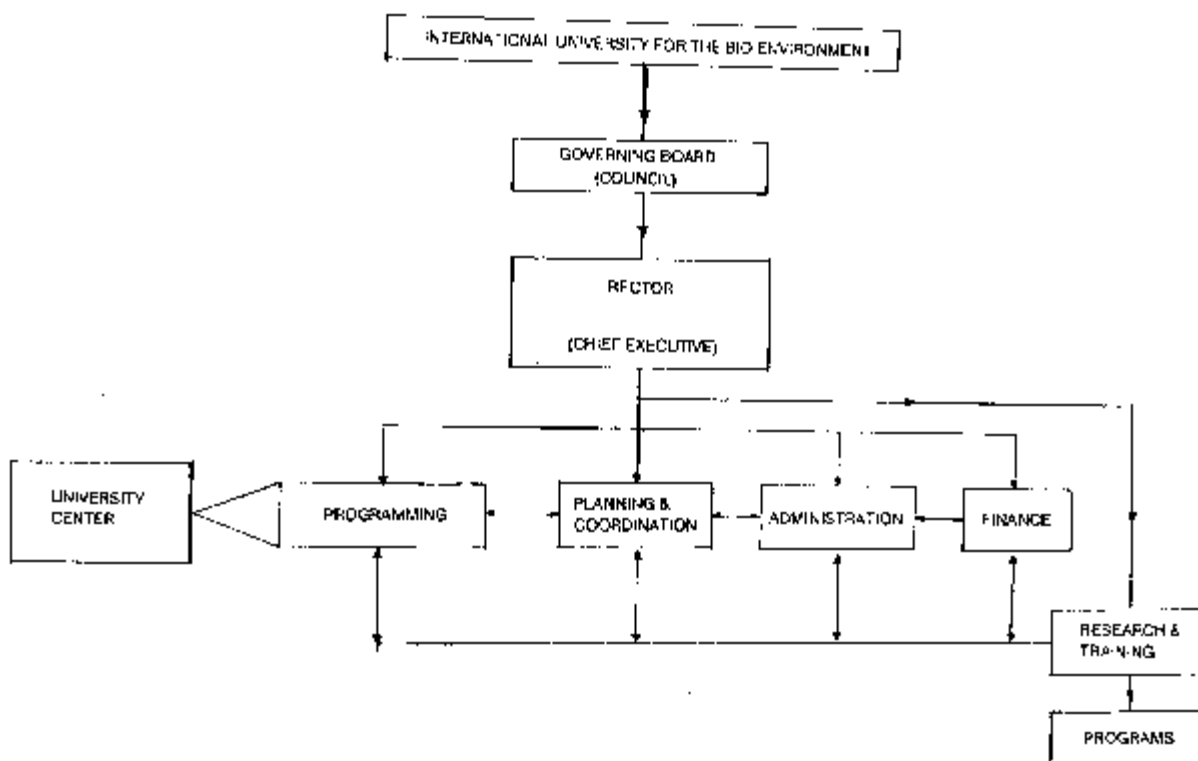 INTERNATIONAL UNIVERSITY FOR THE BIO ENVIRONMENT
GOVERNING BOARD
(COUNCIL)
RECTOR
(CHIEF EXECUTIVE)
UNIVERSITY
CENTER
PROGRAMMING
PLANNING &
COORDINATION
ADMINISTRATION
FINANCE
RESEARCH &
TRAINING
PROGRAMS